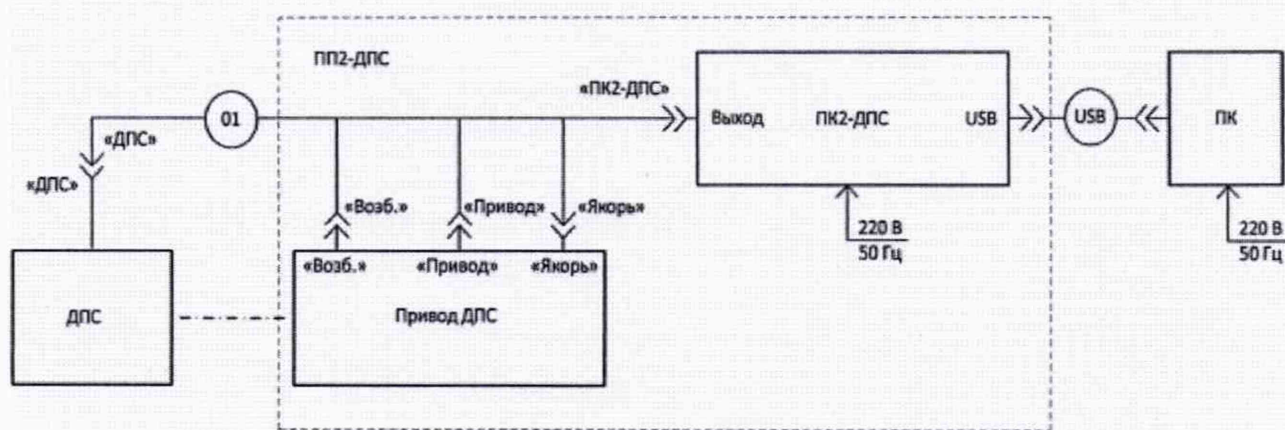 ПП2-ДПС
«ПК2-ДПС»
01
Выход
ПК2-ДПС
USB
USB
ПК
«ДПС»
«ДПС»
«Возб.»
«Привод»
«Якорь»
220 В
50 Гц
220 В
50 Гц
«Возб.»
«Привод»
«Якорь»
ДПС
Привод ДПС